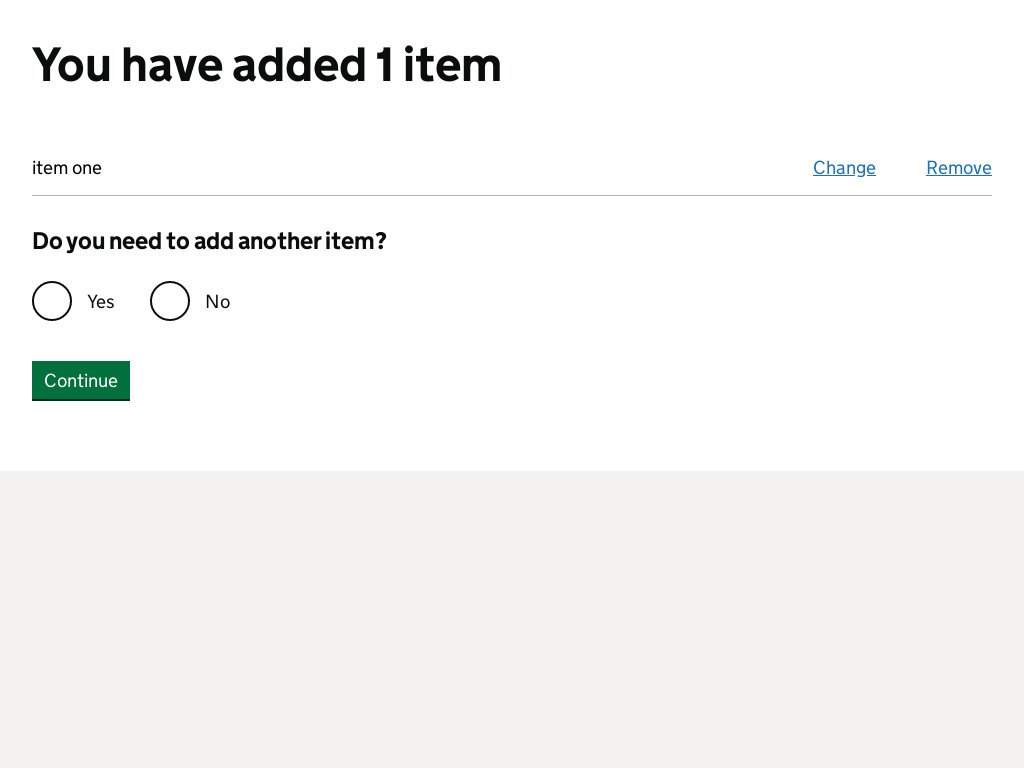 You have added 1 item
item one Change Remove
Do you need to add another item?
Yes No
Continue